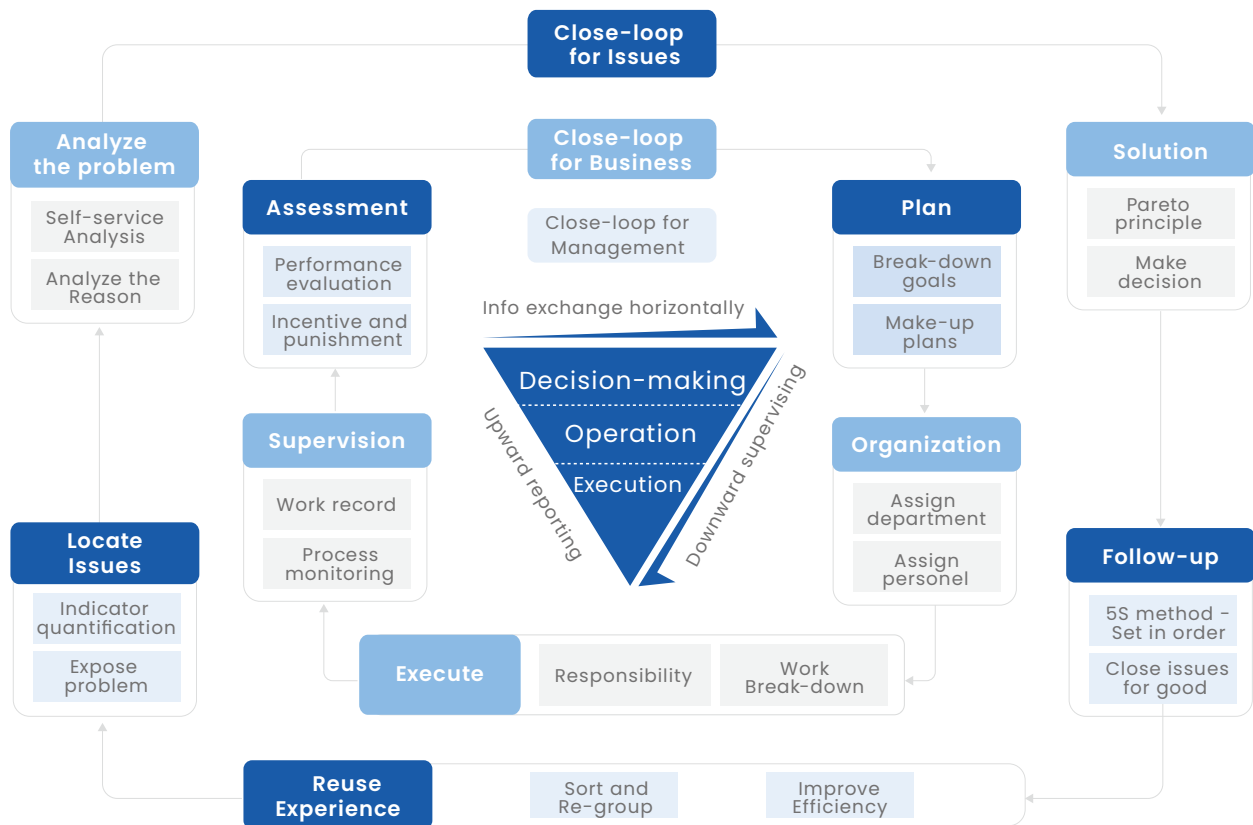 Close-loop
for Issues
Analyze
the problem
Self-service
Analysis
Analyze the
Reason
Close-loop
for Business
Close-loop for
Management
Solution
Pareto
principle
Make
decision
Assessment
Performance
evaluation
Incentive and
punishment
Plan
Break-down
goals
Make-up
plans
Info exchange horizontally
Decision-making
Operation
Execution
Upward reporting
Downward supervising
Supervision
Work record
Process
monitoring
Organization
Assign
department
Assign
personel
Locate
Issues
Indicator
quantification
Expose
problem
Follow-up
5S method -
Set in order
Close issues
for good
Execute
Responsibility
Work
Break-down
Reuse
Experience
Sort and
Re-group
Improve
Efficiency